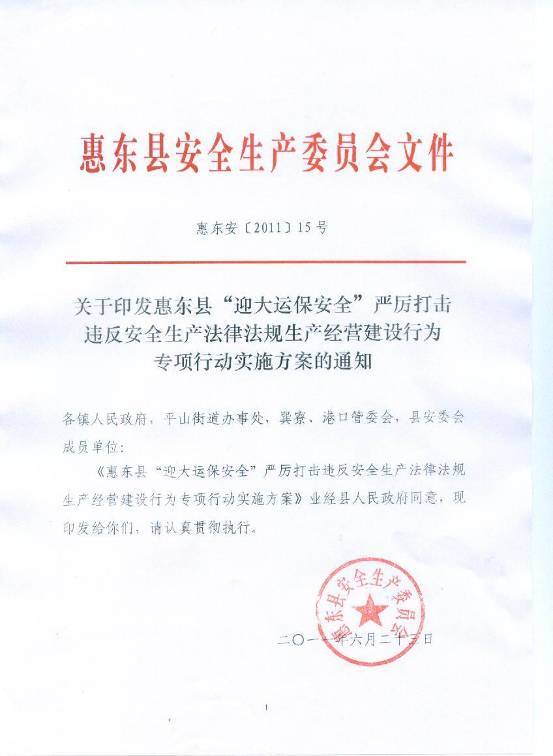 惠东县安全生产委员会文件
惠东安〔2011〕15号
关于印发惠东县“迎大运保安全”严厉打击
违反安全生产法律法规生产经营建设行为
专项行动实施方案的通知
各镇人民政府，平山街道办事处，巽寮、港口管委会，县安委会
成员单位：
《惠东县“迎大运保安全”严厉打击违反安全生产法律法规
生产经营建设行为专项行动实施方案》业经县人民政府同意，现
印发给你们，请认真贯彻执行。
惠东县安全生产委员会
二〇一一年六月二十三日
1